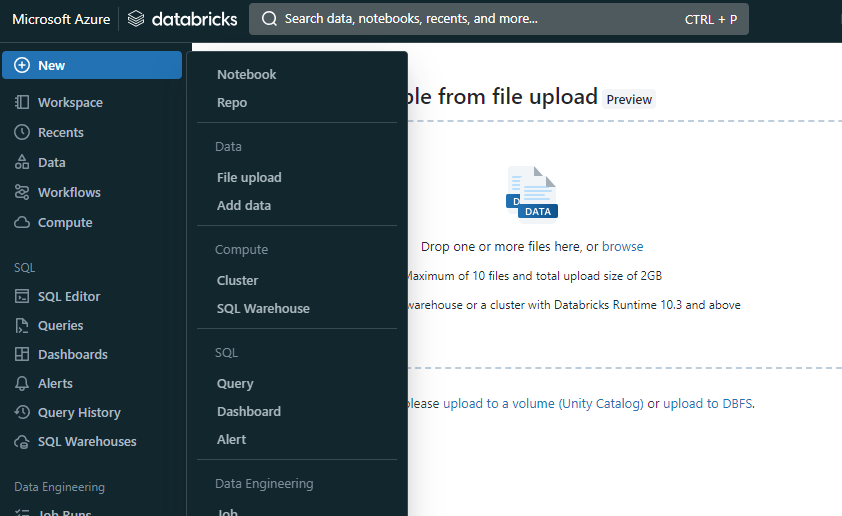 Microsoft Azure
databricks
Search data, notebooks, recents, and more...
CTRL + P
New
Workspace
Recents
Data
Workflows
Compute
SQL
SQL Editor
Queries
Dashboards
Alerts
Query History
SQL Warehouses
Data Engineering
Job Runs
Notebook
Repo
Data
File upload
Add data
Compute
Cluster
SQL Warehouse
SQL
Query
Dashboard
Alert
Data Engineering
Job
from file upload Preview
DATA
Drop one or more files here, or browse
Maximum of 10 files and total upload size of 2GB
warehouse or a cluster with Databricks Runtime 10.3 and above
please upload to a volume (Unity Catalog) or upload to DBFS.